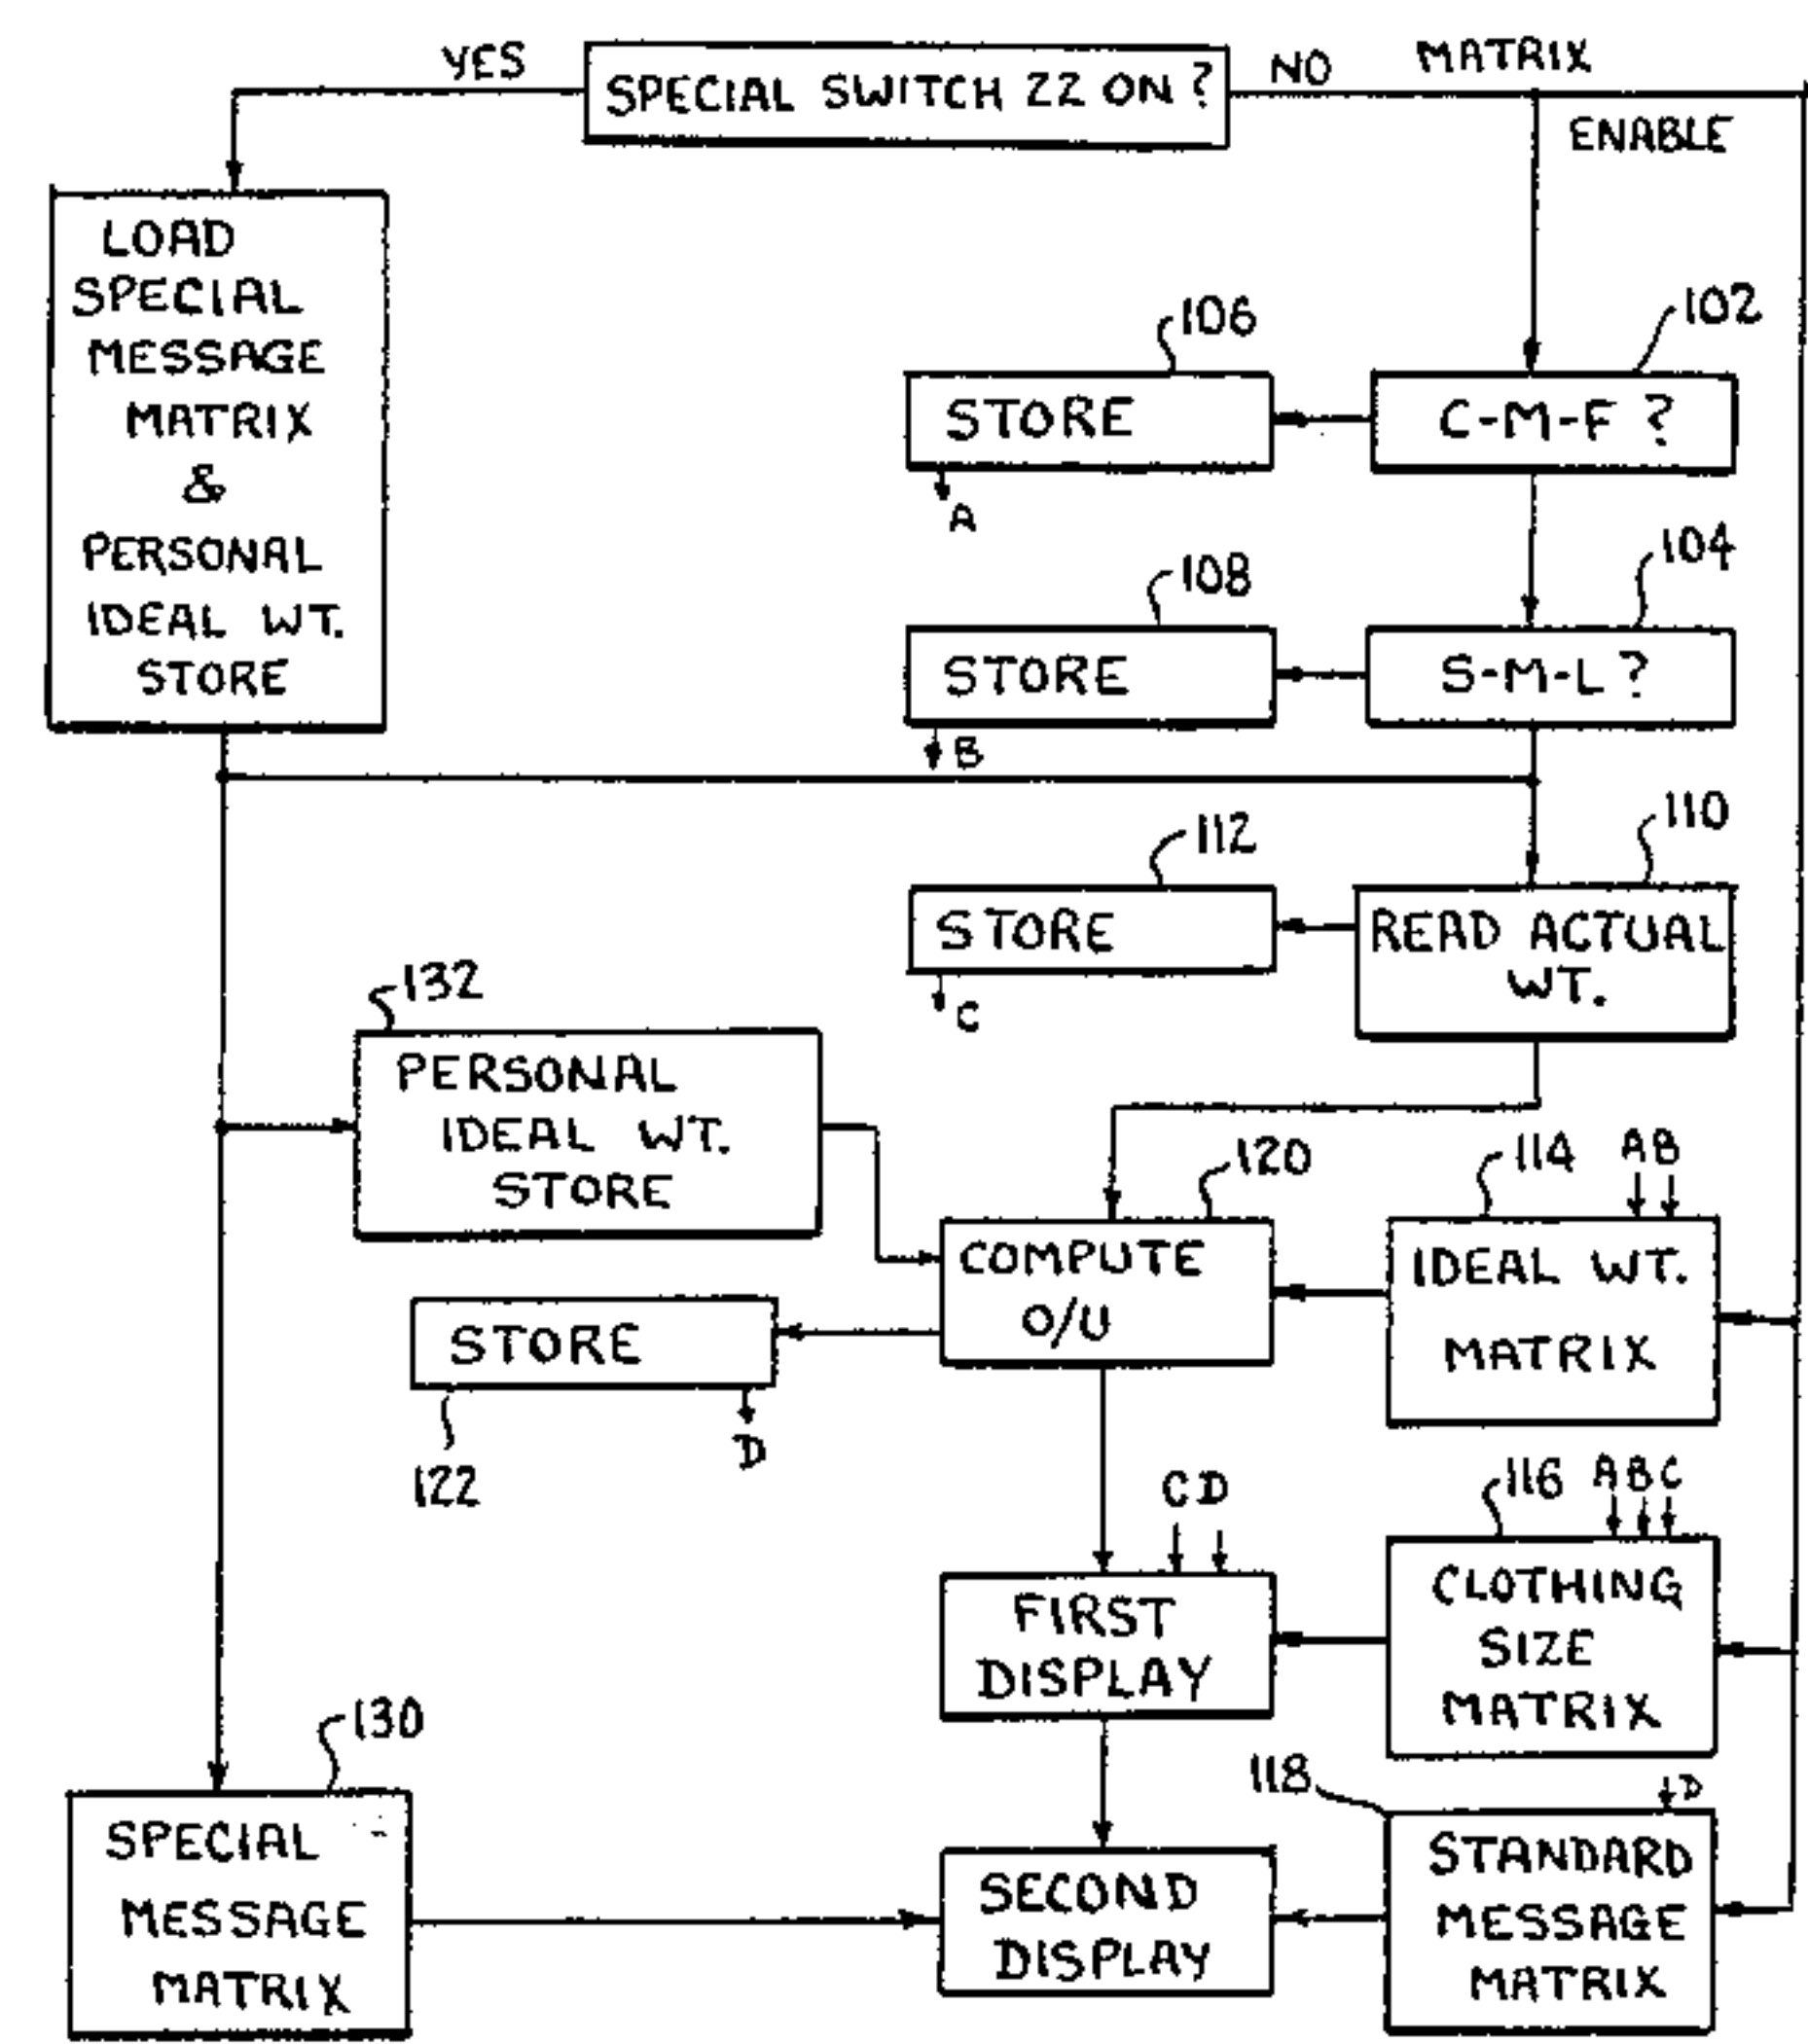 YES
SPECIAL SWITCH 22 ON ?
NO
MATRIX
ENABLE
LOAD
SPECIAL
MESSAGE
MATRIX
&
PERSONAL
IDEAL WT.
STORE
106
STORE
A
102
C-M-F ?
108
STORE
B
104
S-M-L ?
112
STORE
C
110
READ ACTUAL
WT.
132
PERSONAL
IDEAL WT.
STORE
120
COMPUTE
O/U
114
A B
IDEAL WT.
MATRIX
STORE
D
122
C D
FIRST
DISPLAY
116
A B C
CLOTHING
SIZE
MATRIX
130
SPECIAL
MESSAGE
MATRIX
SECOND
DISPLAY
118
D
STANDARD
MESSAGE
MATRIX